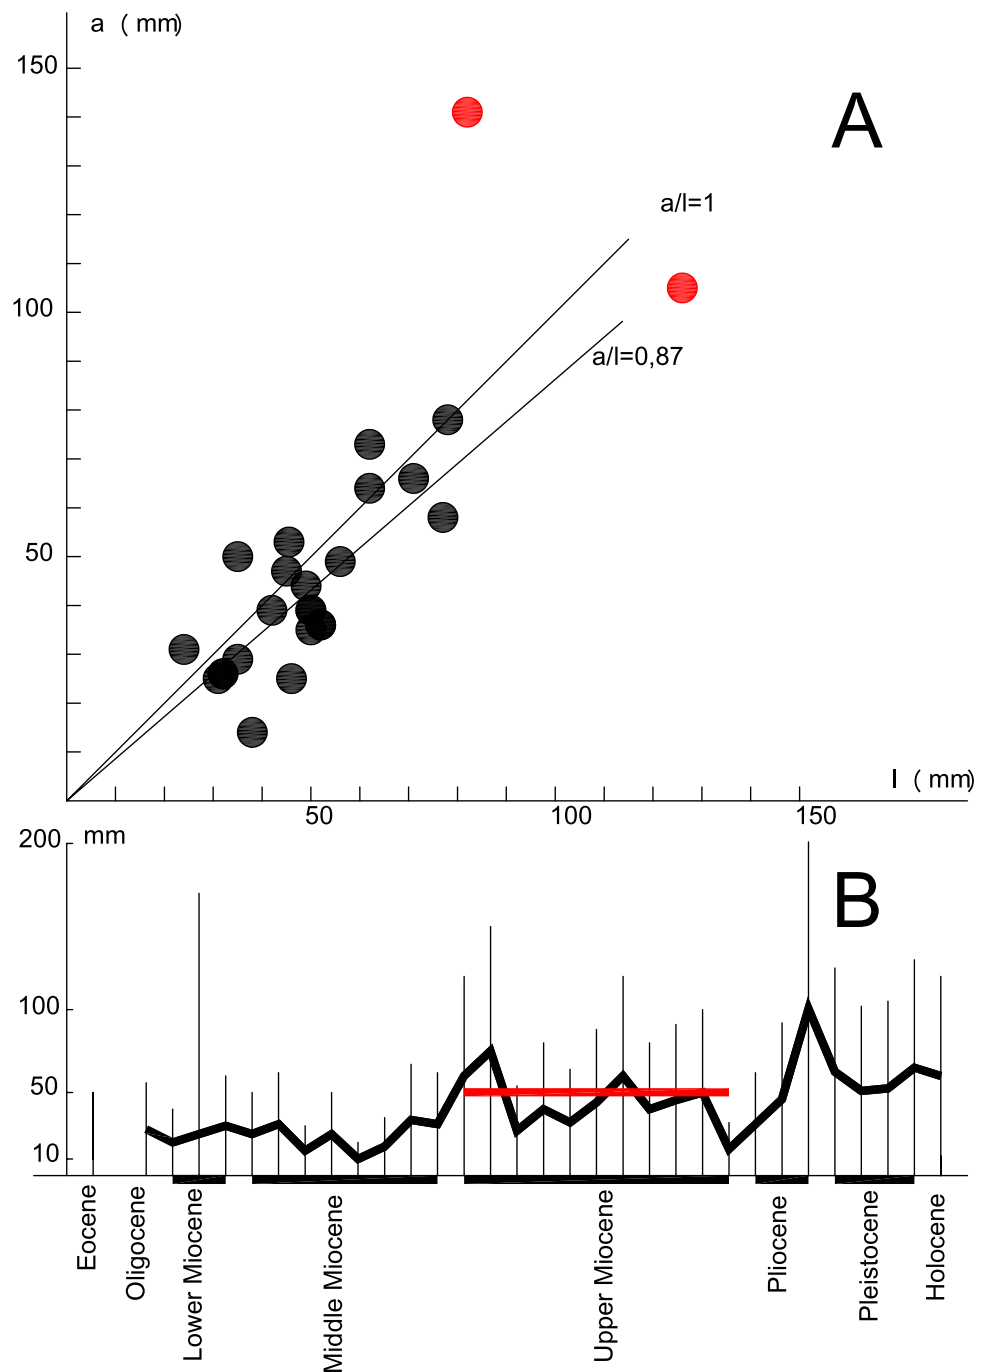 a ( mm)
150
A
a/l=1
100
a/l=0,87
50
l ( mm)
50
100
150
200
mm
B
100
50
10
Eocene
Oligocene
Lower Miocene
Middle Miocene
Upper Miocene
Pliocene
Pleistocene
Holocene